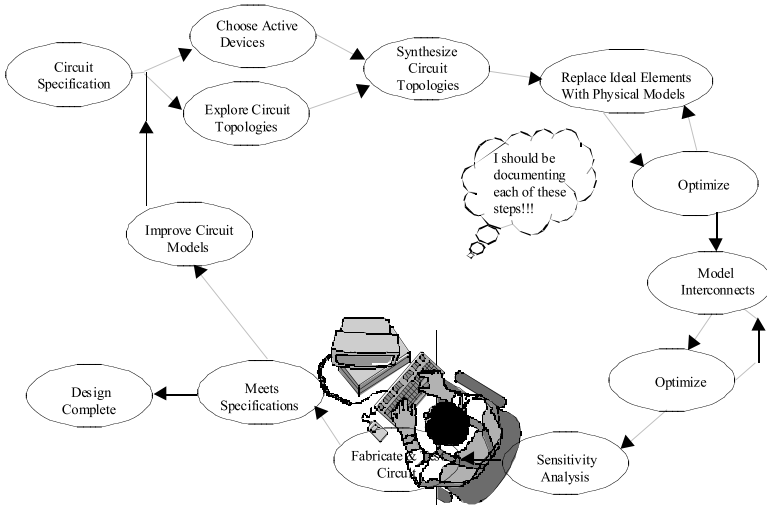 Choose Active
Devices
Circuit
Specification
Explore Circuit
Topologies
Synthesize
Circuit
Topologies
Replace Ideal Elements
With Physical Models
I should be
documenting
each of these
steps!!!
Optimize
Improve Circuit
Models
Model
Interconnects
Optimize
Design
Complete
Meets
Specifications
Fabricate &
Sensitivity
Analysis